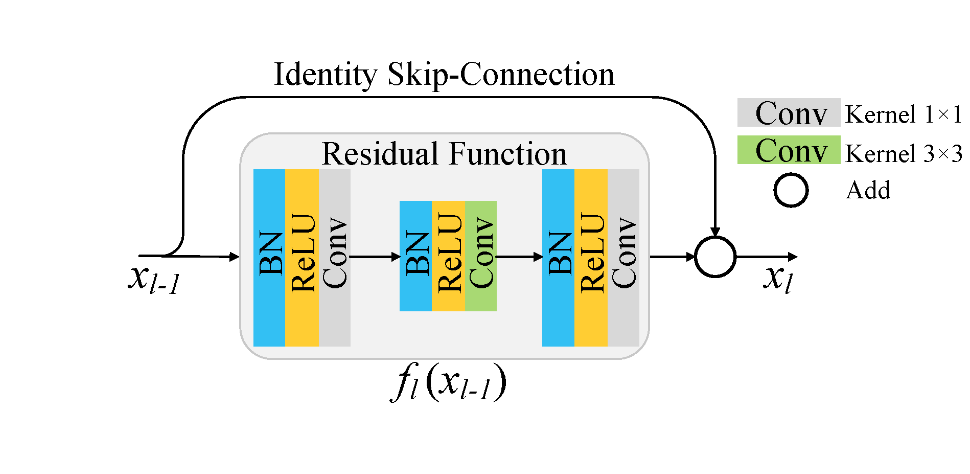 Identity Skip-Connection
Residual Function
BN
ReLU
Conv
BN
ReLU
Conv
BN
ReLU
Conv
x_{l-1}
x_l
f_l(x_{l-1})
Conv Kernel 1×1
Conv Kernel 3×3
Add